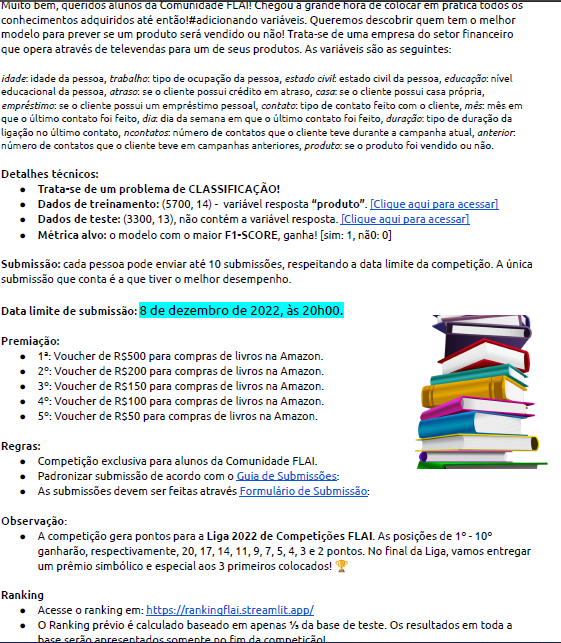 Muito bem, queridos alunos da Comunidade FLAI! Chegou a grande hora de colocar em prática todos os
conhecimentos adquiridos até então!#adicionando variáveis. Queremos descobrir quem tem o melhor
modelo para prever se um produto será vendido ou não! Trata-se de uma empresa do setor financeiro
que opera através de televendas para um de seus produtos. As variáveis são as seguintes:
idade: idade da pessoa, trabalho: tipo de ocupação da pessoa, estado civil: estado civil da pessoa, educação: nível
educacional da pessoa, atraso: se o cliente possui crédito em atraso, casa: se o cliente possui casa própria,
empréstimo: se o cliente possui um empréstimo pessoal, contato: tipo de contato feito com o cliente, mês: mês em
que o último contato foi feito, dia: dia da semana em que o último contato foi feito, duração: tipo de duração da
ligação no último contato, ncontatos: número de contatos que o cliente teve durante a campanha atual, anterior:
número de contatos que o cliente teve em campanhas anteriores, produto: se o produto foi vendido ou não.
Detalhes técnicos:
● Trata-se de um problema de CLASSIFICAÇÃO!
● Dados de treinamento: (5700, 14) - variável resposta “produto”. [Clique aqui para acessar]
● Dados de teste: (3300, 13), não contém a variável resposta. [Clique aqui para acessar]
● Métrica alvo: o modelo com o maior F1-SCORE, ganha! [sim: 1, nã0: 0]
Submissão: cada pessoa pode enviar até 10 submissões, respeitando a data limite da competição. A única
submissão que conta é a que tiver o melhor desempenho.
Data limite de submissão: 8 de dezembro de 2022, às 20h00.
Premiação:
● 1ª: Voucher de R$500 para compras de livros na Amazon.
● 2º: Voucher de R$200 para compras de livros na Amazon.
● 3º: Voucher de R$150 para compras de livros na Amazon.
● 4º: Voucher de R$100 para compras de livros na Amazon.
● 5º: Voucher de R$50 para compras de livros na Amazon.
Regras:
● Competição exclusiva para alunos da Comunidade FLAI.
● Padronizar submissão de acordo com o Guia de Submissões;
● As submissões devem ser feitas através Formulário de Submissão;
Observação:
● A competição gera pontos para a Liga 2022 de Competições FLAI. As posições de 1º - 10º
ganharão, respectivamente, 20, 17, 14, 11, 9, 7, 5, 4, 3 e 2 pontos. No final da Liga, vamos entregar
um prêmio simbólico e especial aos 3 primeiros colocados! 🏆
Ranking
● Acesse o ranking em: https://rankingflai.streamlit.app/
● O Ranking prévio é calculado baseado em apenas ⅓ da base de teste. Os resultados em toda a
base serão apresentados somente no fim da competição!